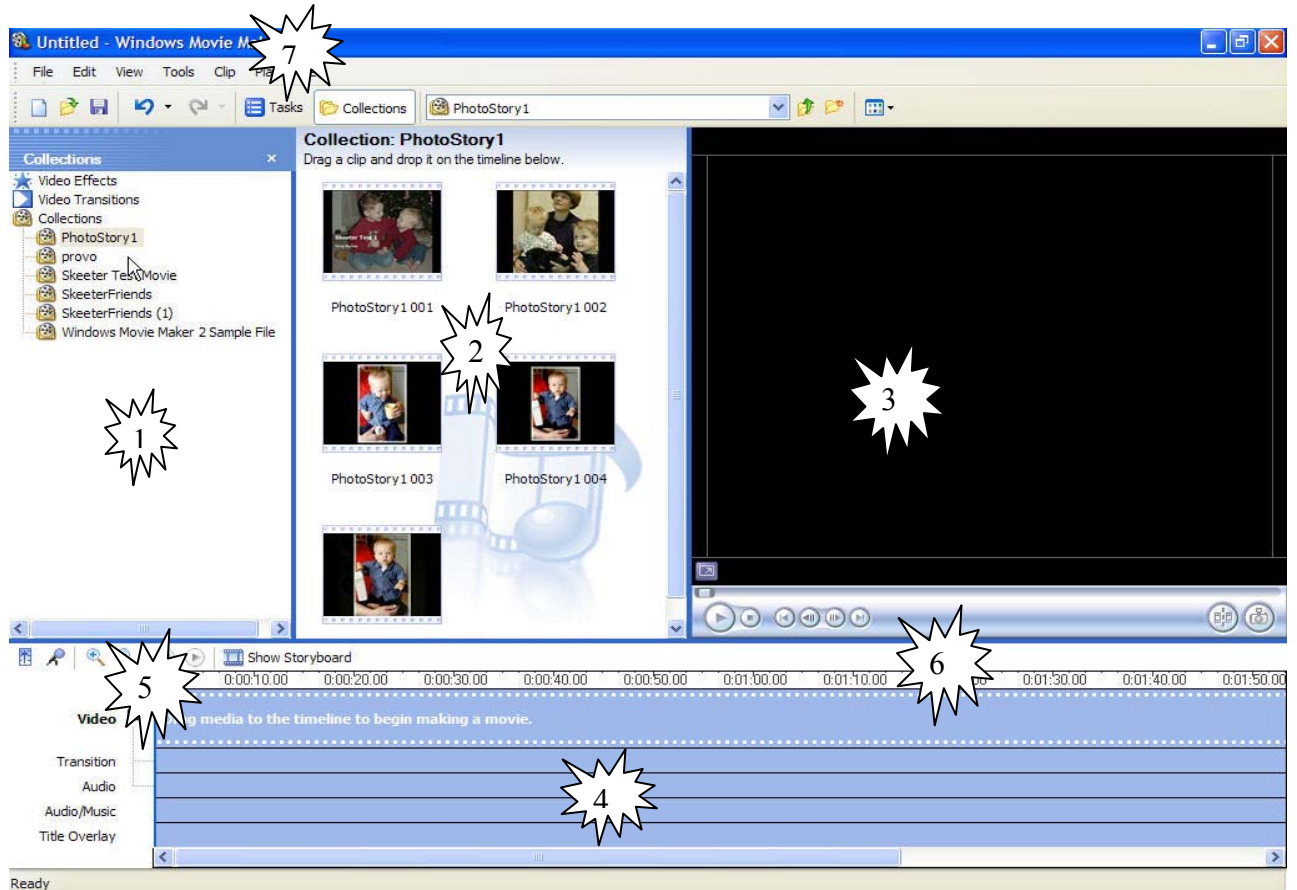 Untitled - Windows Movie M
7
File Edit View Tools Clip
Tasks Collections PhotoStory1
Collections ×
Video Effects
Video Transitions
Collections
PhotoStory1
provo
Skeeter Test Movie
SkeeterFriends
SkeeterFriends (1)
Windows Movie Maker 2 Sample File
1
Collection: PhotoStory1
Drag a clip and drop it on the timeline below.
PhotoStory1 001 PhotoStory1 002
2
PhotoStory1 003 PhotoStory1 004
3
Show Storyboard
5
6
0:00:10.00 0:00:20.00 0:00:30.00 0:00:40.00 0:00:50.00 0:01:00.00 0:01:10.00 0:01:30.00 0:01:40.00 0:01:50.00
Video media to the timeline to begin making a movie.
Transition
Audio
4
Audio/Music
Title Overlay
Ready